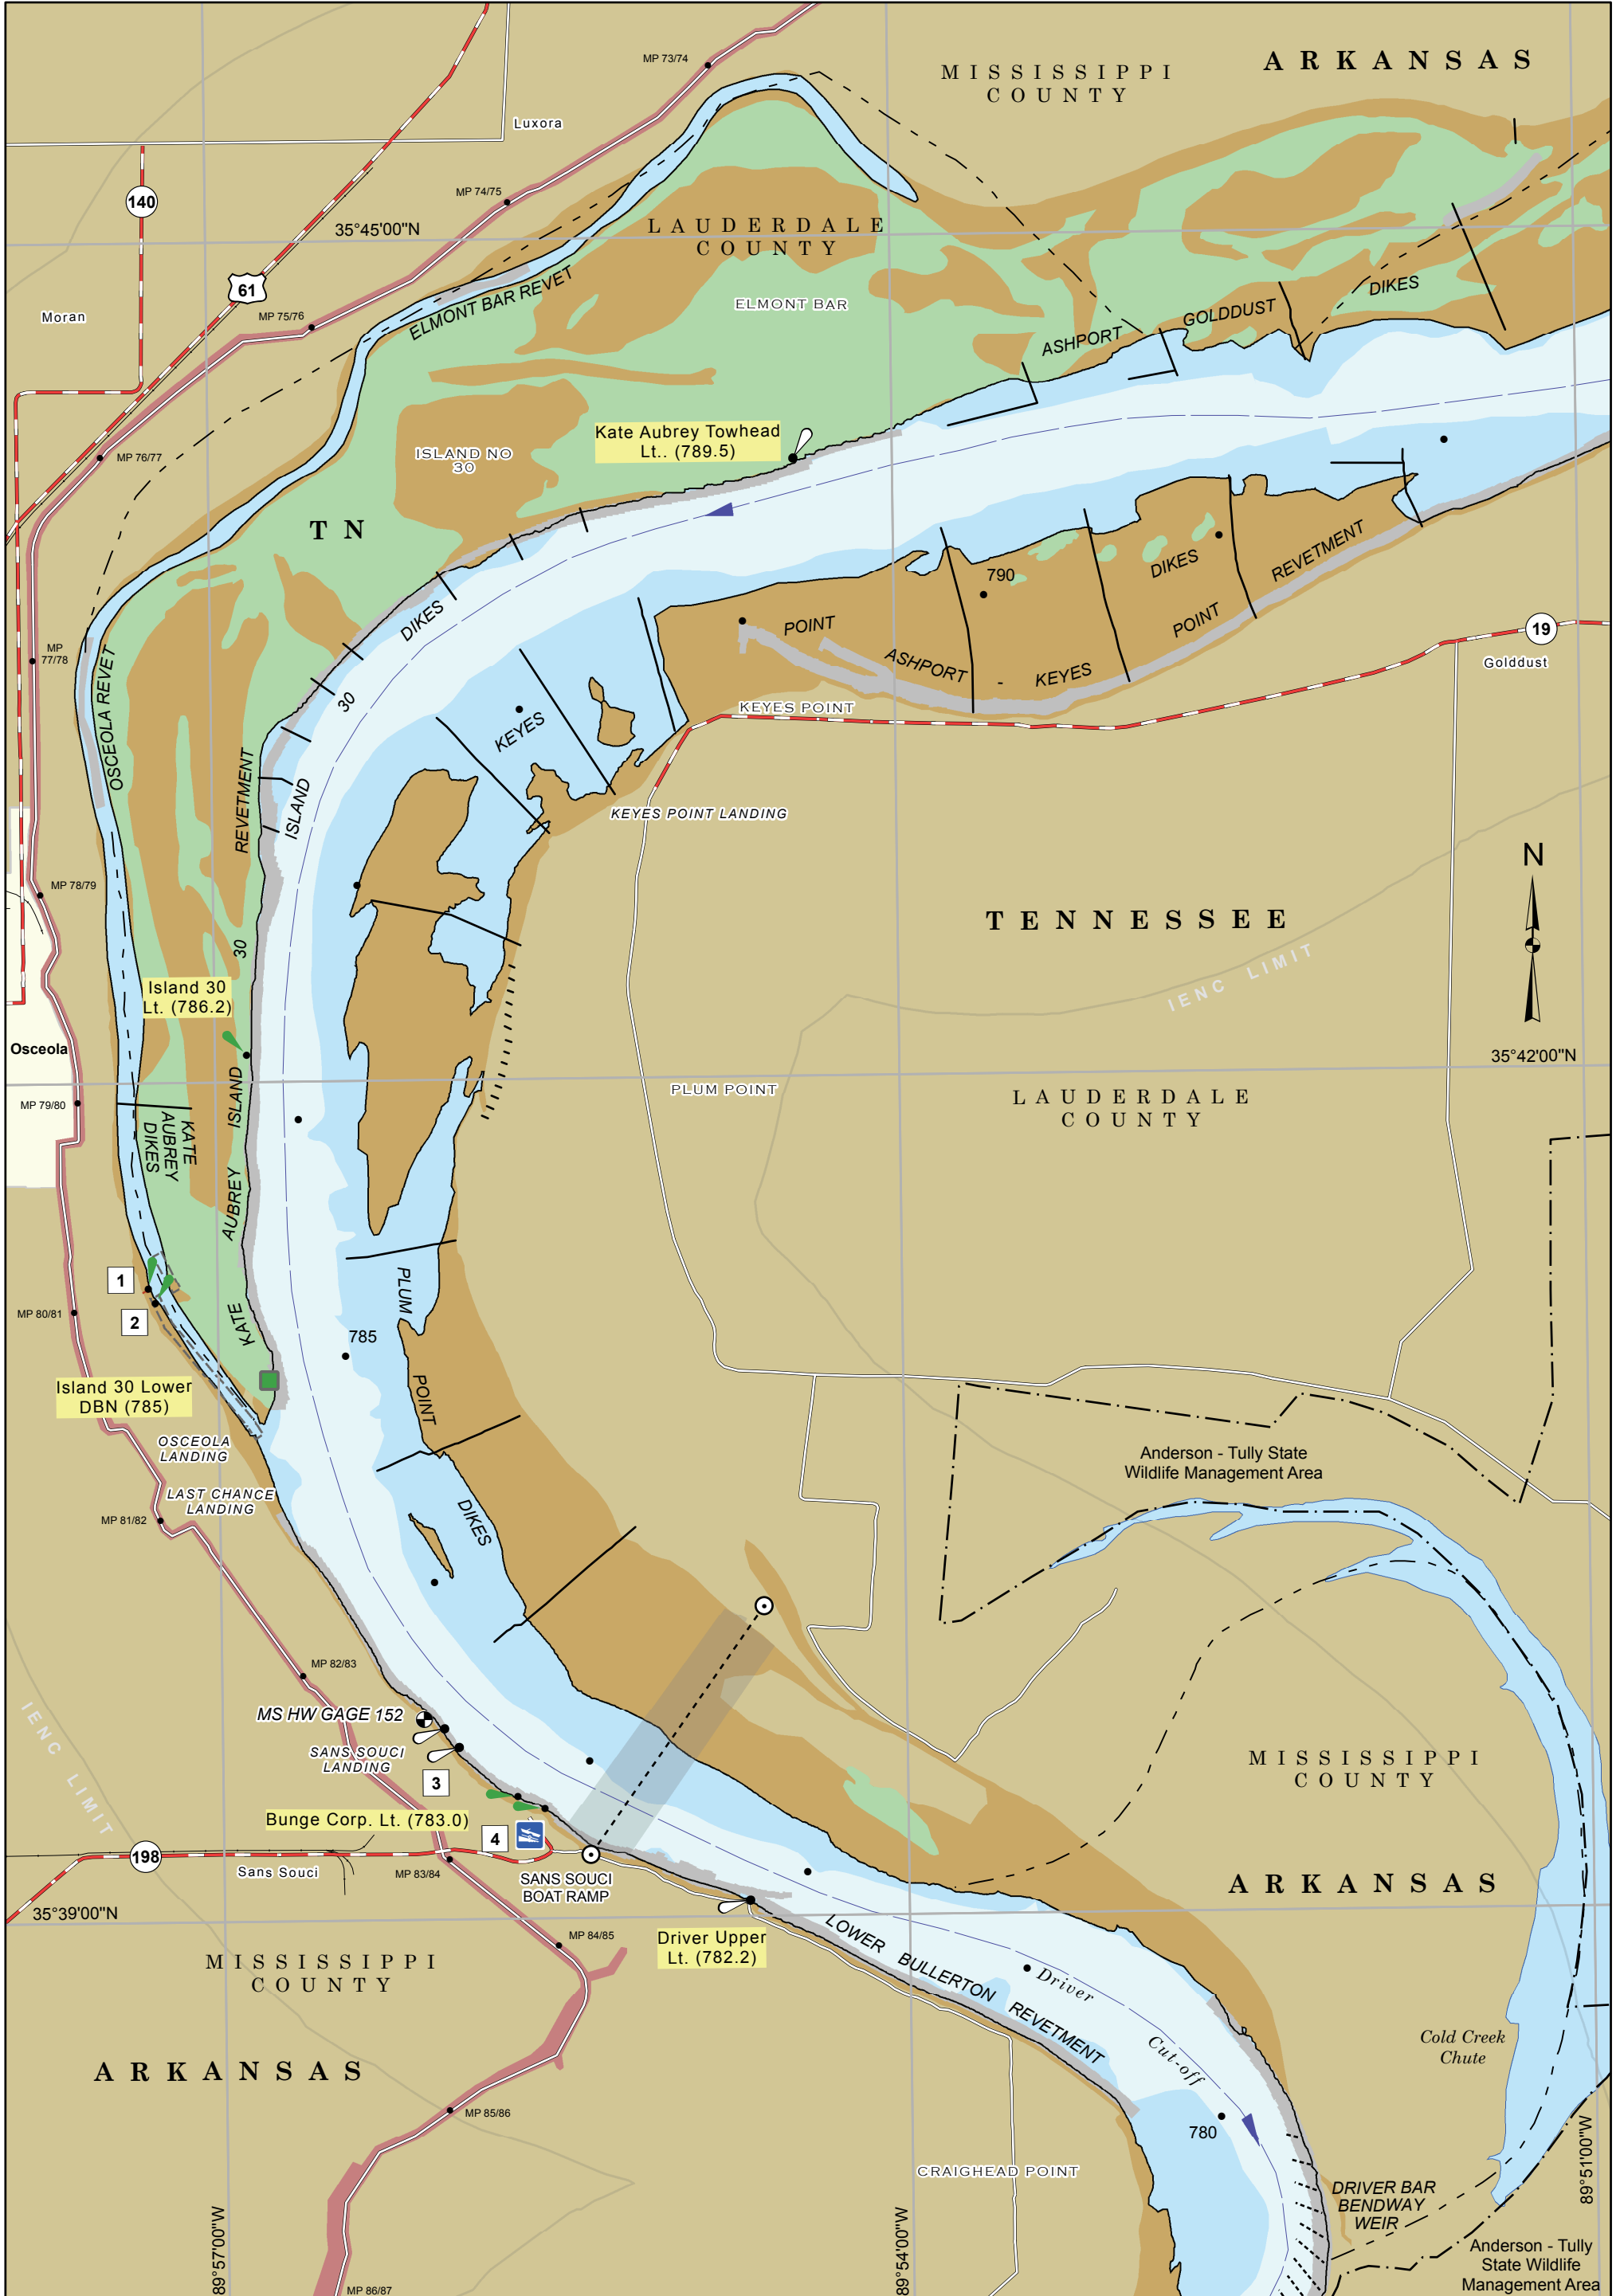 MP 73/74
MISSISSIPPI
COUNTY
ARKANSAS
Luxora
140
MP 74/75
35°45'00"N
LAUDERDALE
COUNTY
61
ELMONT BAR REVET
ELMONT BAR
Moran
MP 75/76
ASHPORT
GOLDDUST
DIKES
Kate Aubrey Towhead
Lt.. (789.5)
MP 76/77
ISLAND NO
30
TN
790
DIKES
REVETMENT
POINT
POINT
ASHPORT
-
KEYES
19
Golddust
DIKES
30
ISLAND
MP
77/78
OSCEOLA REVET
KEYES
KEYES POINT
KEYES POINT LANDING
REVETMENT
30
ISLAND
AUBREY
KATE
MP 78/79
N
TENNESSEE
IENC LIMIT
Island 30
Lt. (786.2)
Osceola
35°42'00"N
MP 79/80
PLUM POINT
LAUDERDALE
COUNTY
KATE
AUBREY
DIKES
1
2
MP 80/81
785
PLUM
POINT
DIKES
Island 30 Lower
DBN (785)
OSCEOLA
LANDING
LAST CHANCE
LANDING
MP 81/82
Anderson - Tully State
Wildlife Management Area
MP 82/83
MS HW GAGE 152
SANS SOUCI
LANDING
3
IENC LIMIT
MISSISSIPPI
COUNTY
Bunge Corp. Lt. (783.0)
4
198
Sans Souci
MP 83/84
SANS SOUCI
BOAT RAMP
ARKANSAS
35°39'00"N
Driver Upper
Lt. (782.2)
MP 84/85
MISSISSIPPI
COUNTY
LOWER BULLERTON REVETMENT
Driver
Cut-off
Cold Creek
Chute
ARKANSAS
MP 85/86
780
CRAIGHEAD POINT
DRIVER BAR
BENDWAY
WEIR
89°57'00"W
89°54'00"W
89°51'00"W
Anderson - Tully
State Wildlife
Management Area
MP 86/87